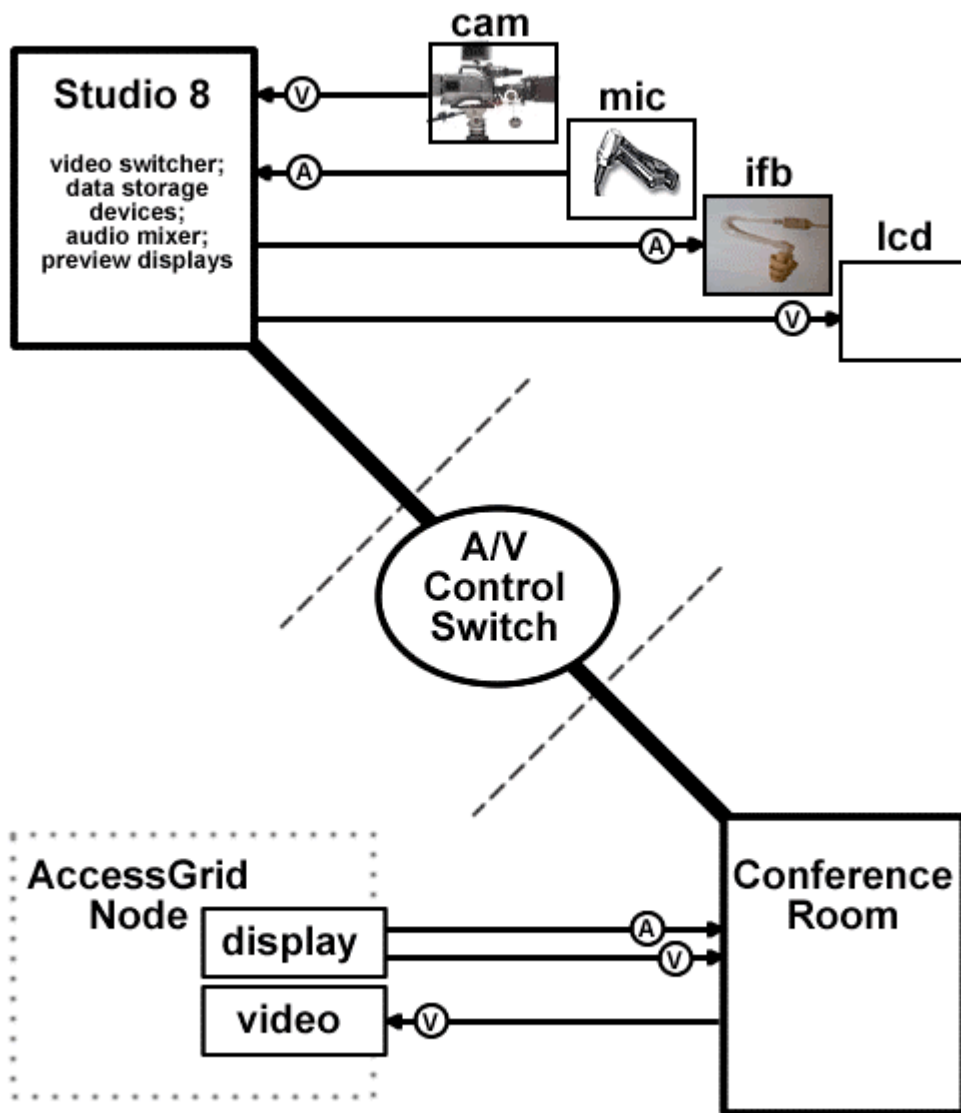 cam
Studio 8
V
mic
video switcher;
data storage
devices;
audio mixer;
preview displays
A
ifb
A
lcd
V
A/V
Control
Switch
AccessGrid
Node
display
A
V
video
V
Conference
Room